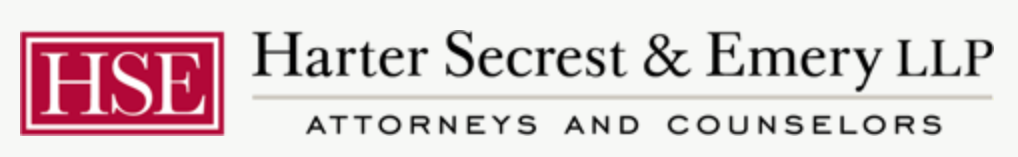 HSE
Harter Secrest & Emery LLP
ATTORNEYS AND COUNSELORS